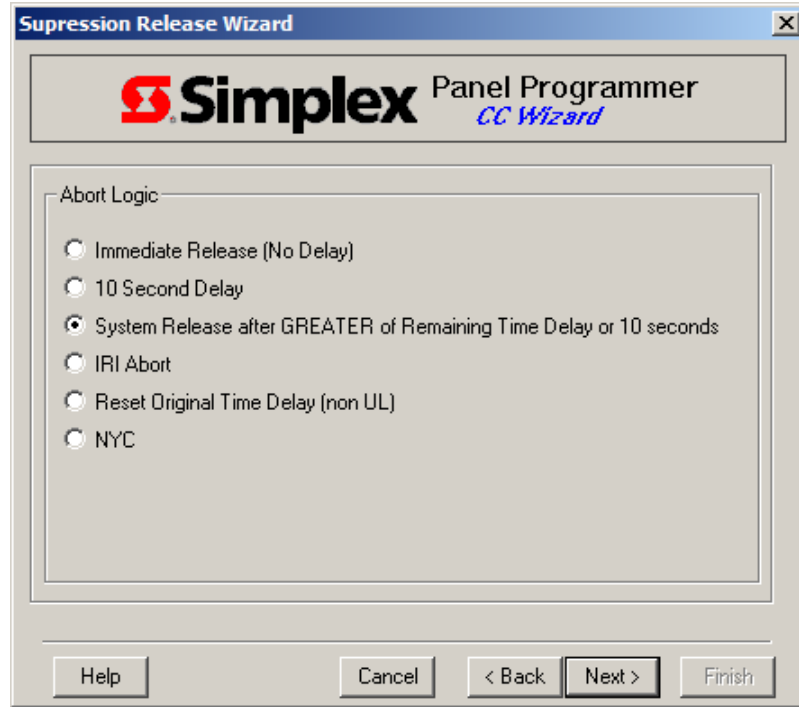 Supression Release Wizard
Simplex Panel Programmer
CC Wizard
Abort Logic
Immediate Release (No Delay)
10 Second Delay
System Release after GREATER of Remaining Time Delay or 10 seconds
IRI Abort
Reset Original Time Delay (non UL)
NYC
Help Cancel < Back Next > Finish